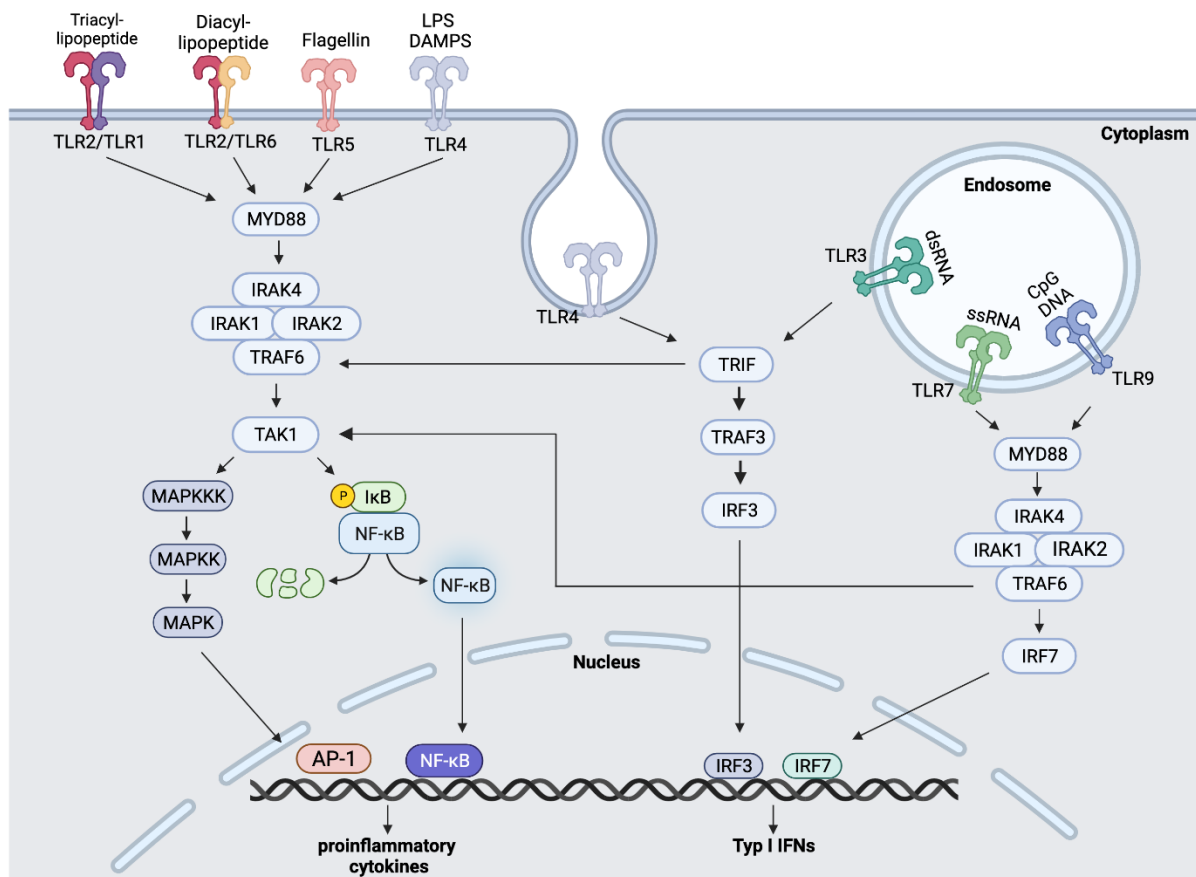 Triacyl-
lipopeptide
Diacyl-
lipopeptide
Flagellin
LPS
DAMPS
TLR2/TLR1
TLR2/TLR6
TLR5
TLR4
Cytoplasm
Endosome
MYD88
TLR3
dsRNA
CpG
DNA
ssRNA
IRAK4
IRAK1
IRAK2
TRAF6
TLR4
TRIF
TLR7
TLR9
TAK1
TRAF3
MYD88
MAPKKK
P
IκB
NF-κB
IRF3
IRAK4
IRAK1
IRAK2
TRAF6
MAPKK
NF-κB
MAPK
IRF7
Nucleus
AP-1
NF-κB
IRF3
IRF7
proinflammatory
cytokines
Typ I IFNs